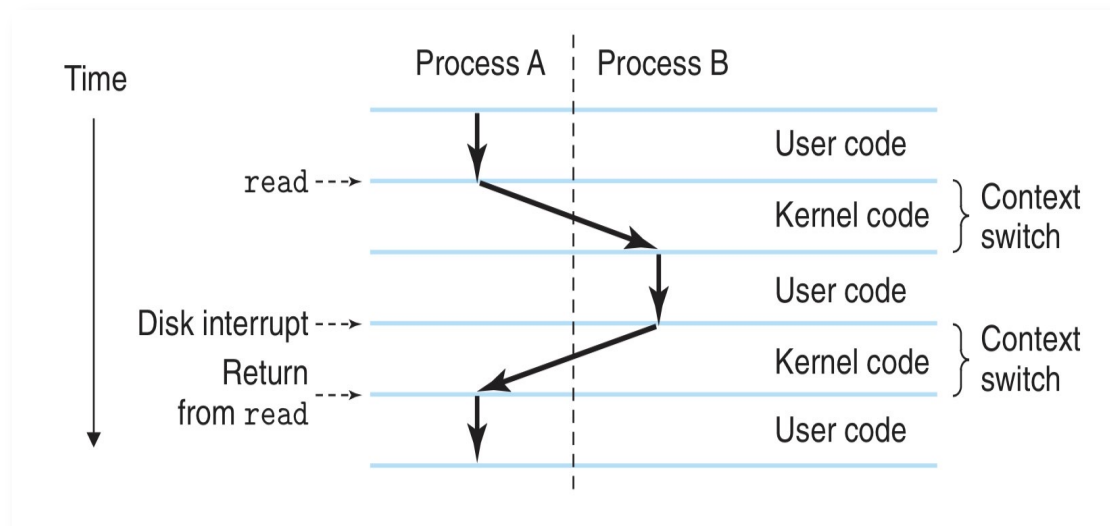 Process A
Process B
Time
User code
read
Kernel code
Context
switch
User code
Disk interrupt
Kernel code
Context
switch
Return
from read
User code